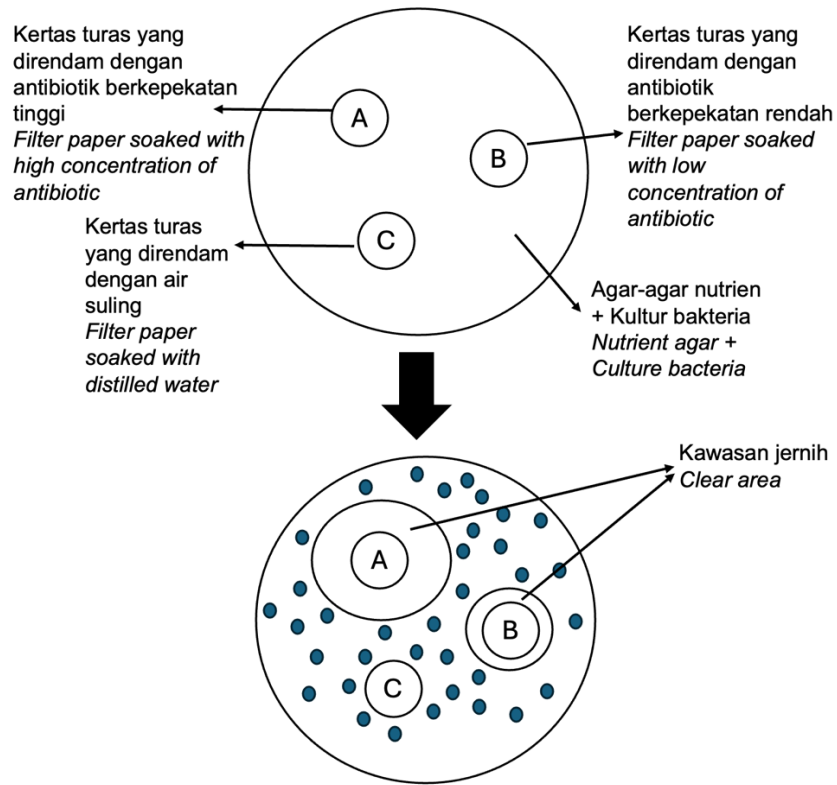 Kertas turas yang
direndam dengan
antibiotik berkepekatan
tinggi
Filter paper soaked with
high concentration of
antibiotic
A
B
C
Kertas turas yang
direndam dengan
antibiotik
berkepekatan rendah
Filter paper soaked
with low
concentration of
antibiotic
Kertas turas
yang direndam
dengan air
suling
Filter paper
soaked with
distilled water
Agar-agar nutrien
+ Kultur bakteria
Nutrient agar +
Culture bacteria
Kawasan jernih
Clear area
A
B
C